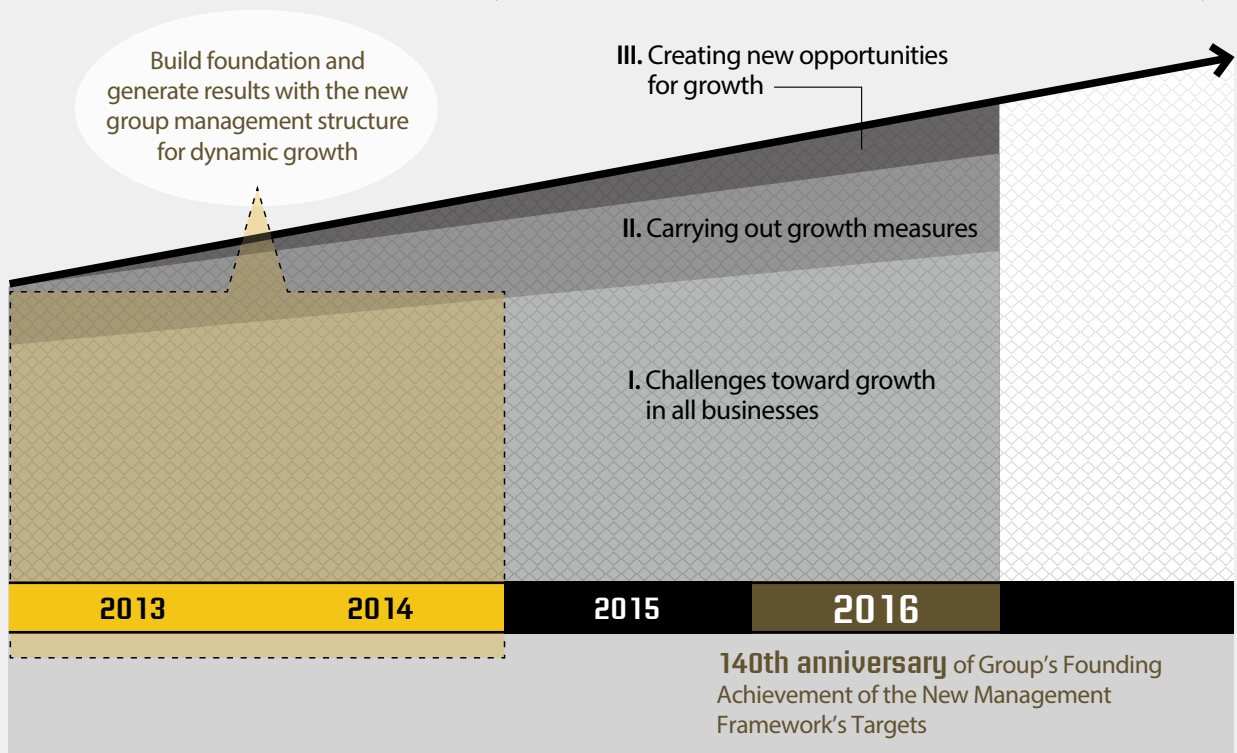 Build foundation and
generate results with the new
group management structure
for dynamic growth
III. Creating new opportunities
for growth
II. Carrying out growth measures
I. Challenges toward growth
in all businesses
2013
2014
2015
2016
140th anniversary of Group's Founding
Achievement of the New Management
Framework's Targets